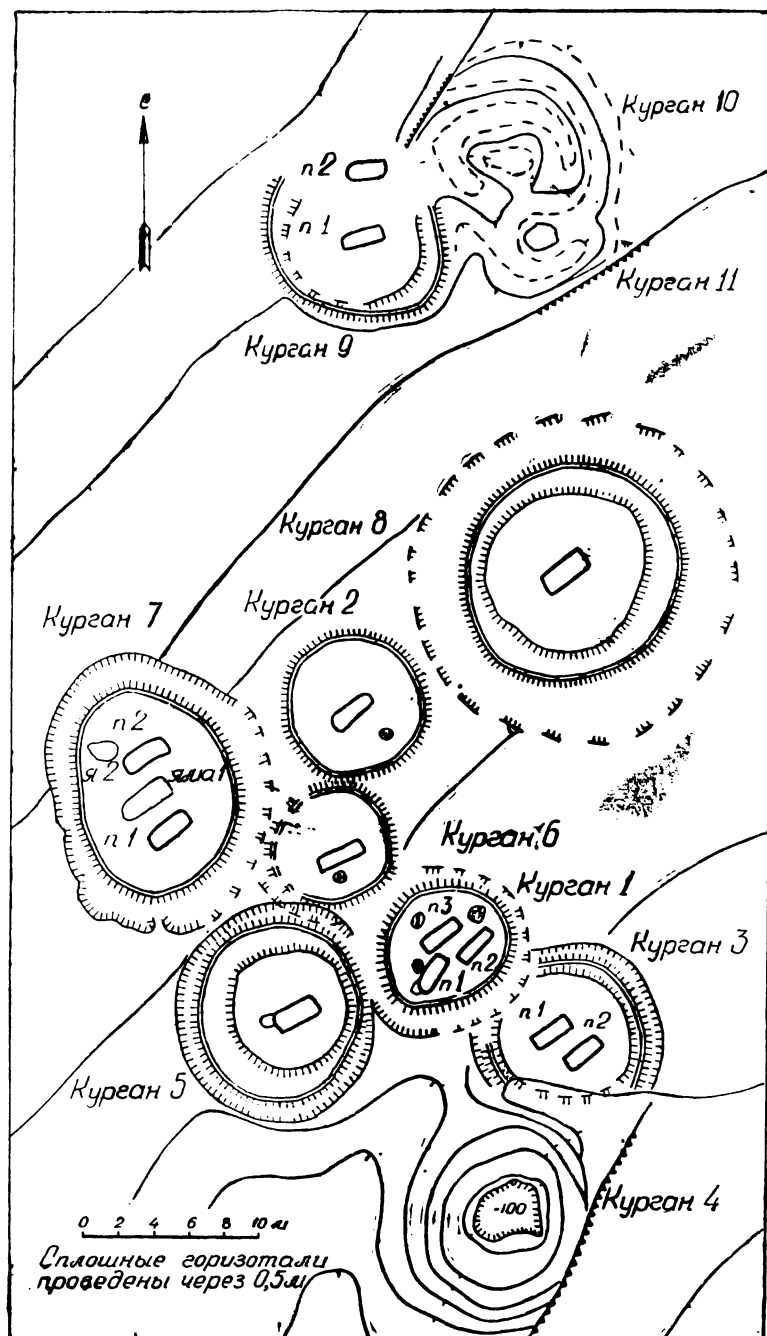 с
Курган 10
п2
п1
Курган 11
Курган 9
Курган 8
Курган 2
Курган 7
п2
я2
яма1
п1
Курган 6
Курган 1
п3
п2
п1
Курган 3
п1
п2
Курган 5
-100
Курган 4
0 2 4 6 8 10 м
Сплошные горизотали
проведены через 0,5м